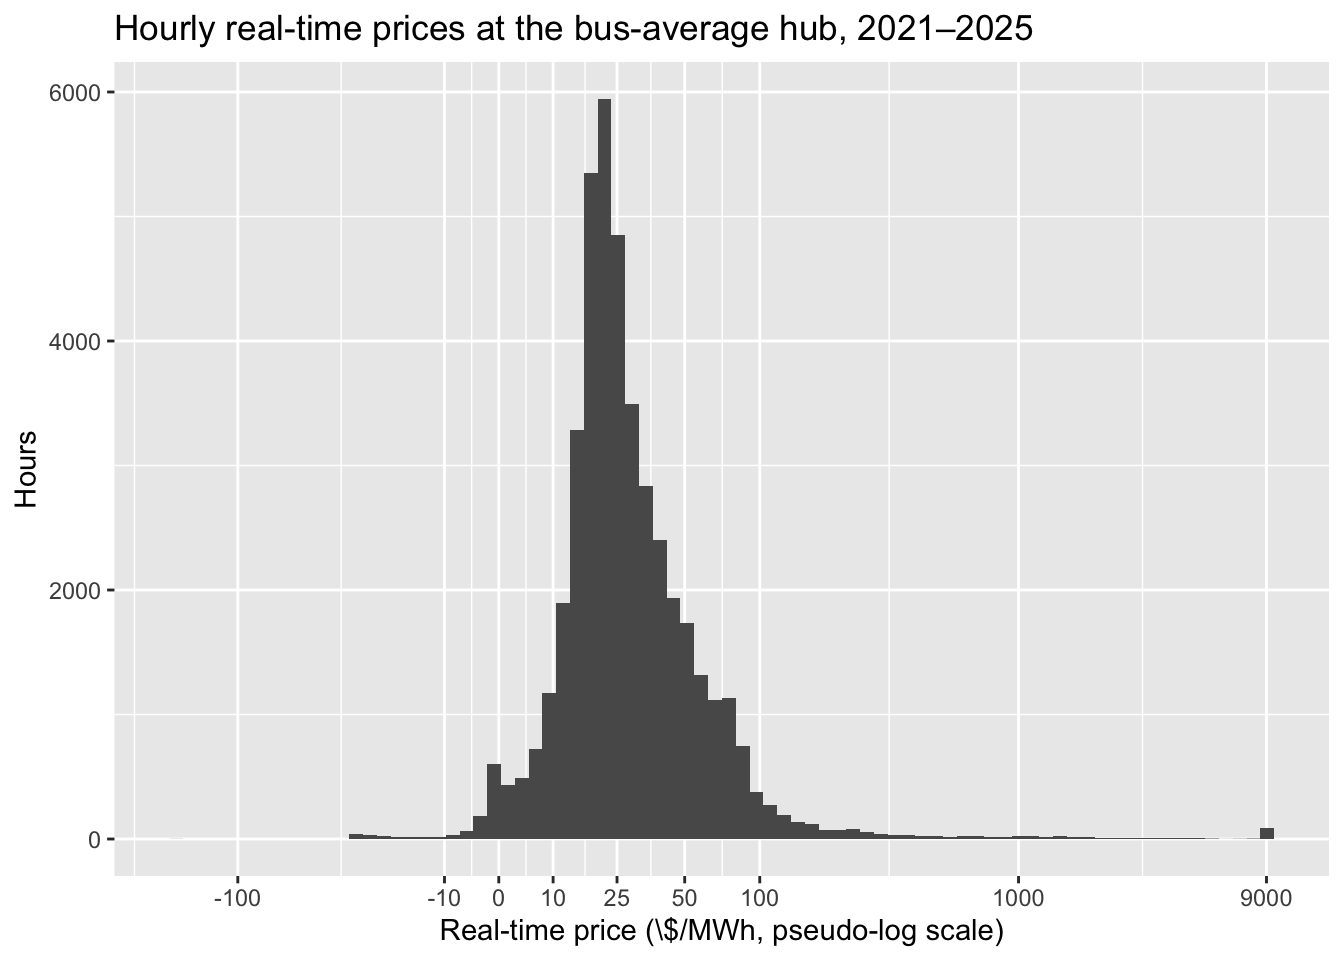 Hourly real-time prices at the bus-average hub, 2021–2025
6000
4000
2000
0
Hours
-100 -10 0 10 25 50 100 1000 9000
Real-time price (\$/MWh, pseudo-log scale)